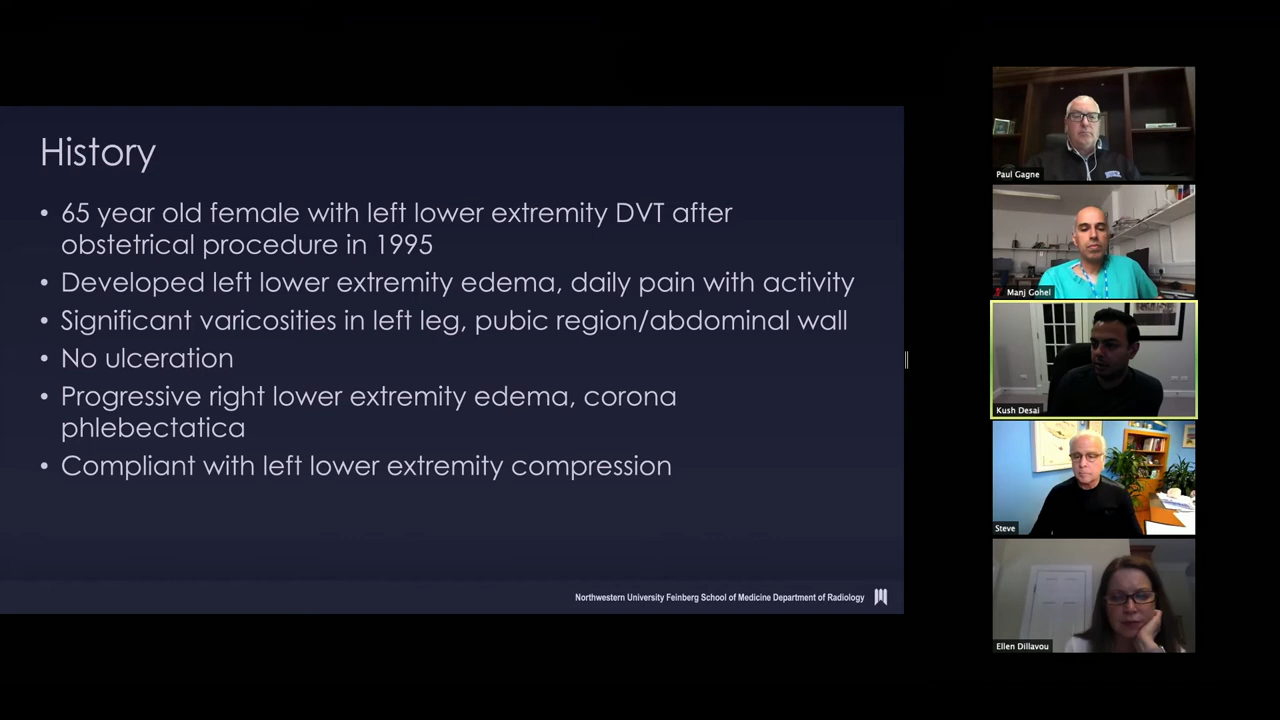 History
• 65 year old female with left lower extremity DVT after
obstetrical procedure in 1995
• Developed left lower extremity edema, daily pain with activity
• Significant varicosities in left leg, pubic region/abdominal wall
• No ulceration
• Progressive right lower extremity edema, corona
phlebectatica
• Compliant with left lower extremity compression
Northwestern University Feinberg School of Medicine Department of Radiology
Paul Gagne
Manj Gohel
Kush Desai
Steve
Ellen Dillavou